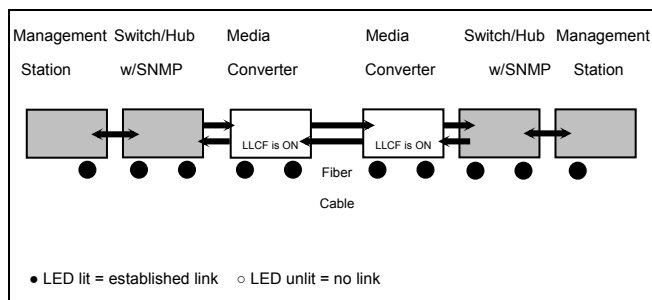 Management Switch/Hub Media Media Switch/Hub Management
Station w/SNMP Converter Converter w/SNMP Station
LLCF is ON LLCF is ON
Fiber
Cable
● LED lit = established link ○ LED unlit = no link